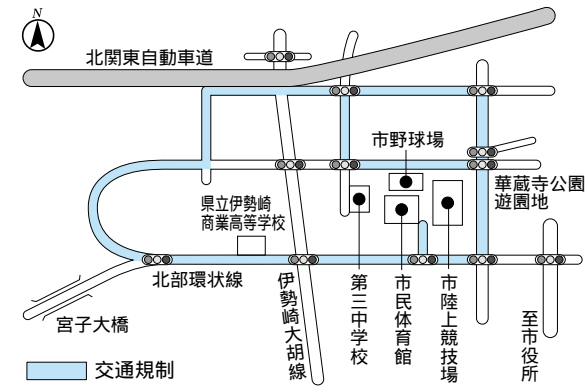 N
北関東自動車道
市野球場
華蔵寺公園
遊園地
県立伊勢崎
商業高等学校
北部環状線
宮子大橋
伊勢崎大胡線
第三中学校
市民体育館
市陸上競技場
至市役所
交通規制